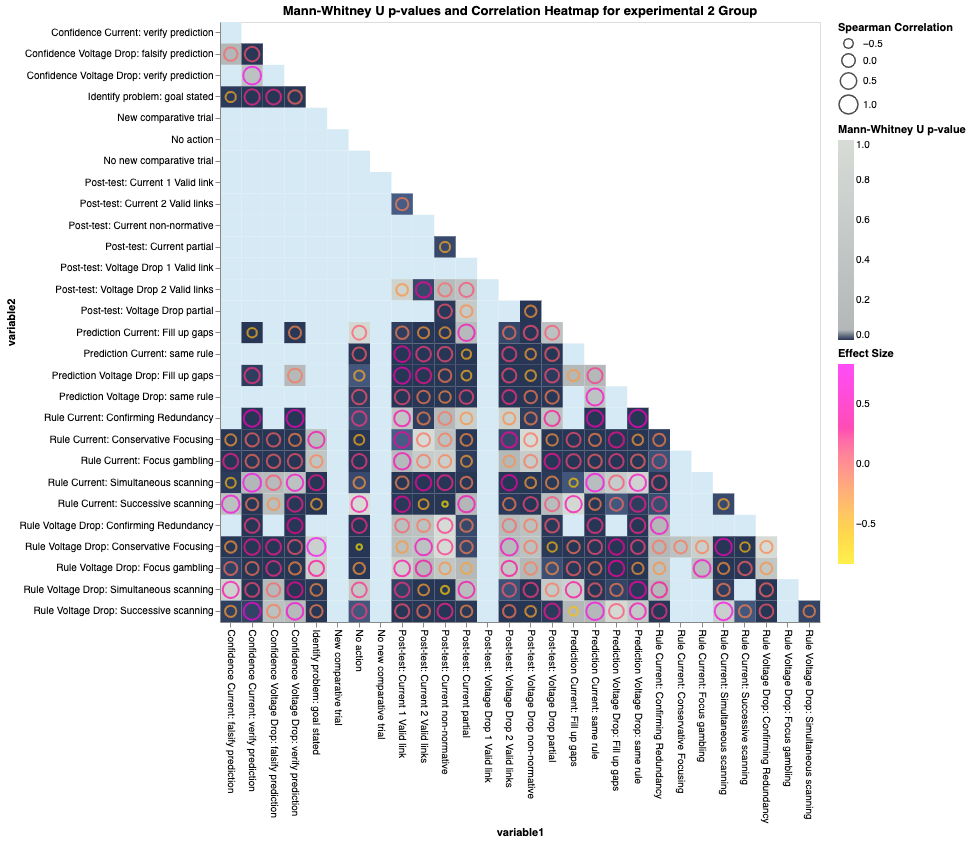 Mann-Whitney U p-values and Correlation Heatmap for experimental 2 Group
Confidence Current: verify prediction
Confidence Voltage Drop: falsify prediction
Confidence Voltage Drop: verify prediction
Identify problem: goal stated
New comparative trial
No action
No new comparative trial
Post-test: Current 1 Valid link
Post-test: Current 2 Valid links
Post-test: Current non-normative
Post-test: Current partial
Post-test: Voltage Drop 1 Valid link
Post-test: Voltage Drop 2 Valid links
Post-test: Voltage Drop partial
Prediction Current: Fill up gaps
Prediction Current: same rule
Prediction Voltage Drop: Fill up gaps
Prediction Voltage Drop: same rule
Rule Current: Confirming Redundancy
Rule Current: Conservative Focusing
Rule Current: Focus gambling
Rule Current: Simultaneous scanning
Rule Current: Successive scanning
Rule Voltage Drop: Confirming Redundancy
Rule Voltage Drop: Conservative Focusing
Rule Voltage Drop: Focus gambling
Rule Voltage Drop: Simultaneous scanning
Rule Voltage Drop: Successive scanning
variable2
Confidence Current: falsify prediction
Confidence Current: verify prediction
Confidence Voltage Drop: falsify prediction
Confidence Voltage Drop: verify prediction
Identify problem: goal stated
New comparative trial
No action
No new comparative trial
Post-test: Current 1 Valid link
Post-test: Current 2 Valid links
Post-test: Current non-normative
Post-test: Current partial
Post-test: Voltage Drop 1 Valid link
Post-test: Voltage Drop 2 Valid links
Post-test: Voltage Drop non-normative
Post-test: Voltage Drop partial
Prediction Current: Fill up gaps
Prediction Current: same rule
Prediction Voltage Drop: Fill up gaps
Prediction Voltage Drop: same rule
Rule Current: Confirming Redundancy
Rule Current: Conservative Focusing
Rule Current: Focus gambling
Rule Current: Simultaneous scanning
Rule Current: Successive scanning
Rule Voltage Drop: Confirming Redundancy
Rule Voltage Drop: Focus gambling
Rule Voltage Drop: Simultaneous scanning
variable1
Spearman Correlation
−0.5
0.0
0.5
1.0
Mann-Whitney U p-value
1.0
0.8
0.6
0.4
0.2
0.0
Effect Size
0.5
0.0
−0.5